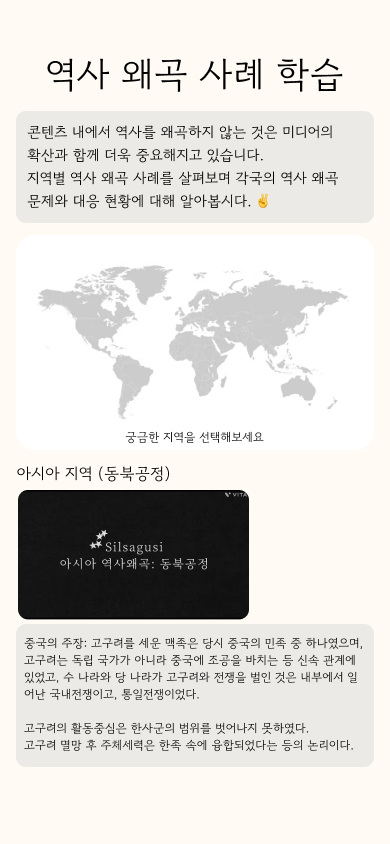 역사 왜곡 사례 학습
콘텐츠 내에서 역사를 왜곡하지 않는 것은 미디어의
확산과 함께 더욱 중요해지고 있습니다.
지역별 역사 왜곡 사례를 살펴보며 각국의 역사 왜곡
문제와 대응 현황에 대해 알아봅시다. ✌️
궁금한 지역을 선택해보세요
아시아 지역 (동북공정)
VITA
Silsagusi
아시아 역사왜곡: 동북공정
중국의 주장: 고구려를 세운 맥족은 당시 중국의 민족 중 하나였으며,
고구려는 독립 국가가 아니라 중국에 조공을 바치는 등 신속 관계에
있었고, 수 나라와 당 나라가 고구려와 전쟁을 벌인 것은 내부에서 일
어난 국내전쟁이고, 통일전쟁이었다.
고구려의 활동중심은 한사군의 범위를 벗어나지 못하였다.
고구려 멸망 후 주체세력은 한족 속에 융합되었다는 등의 논리이다.